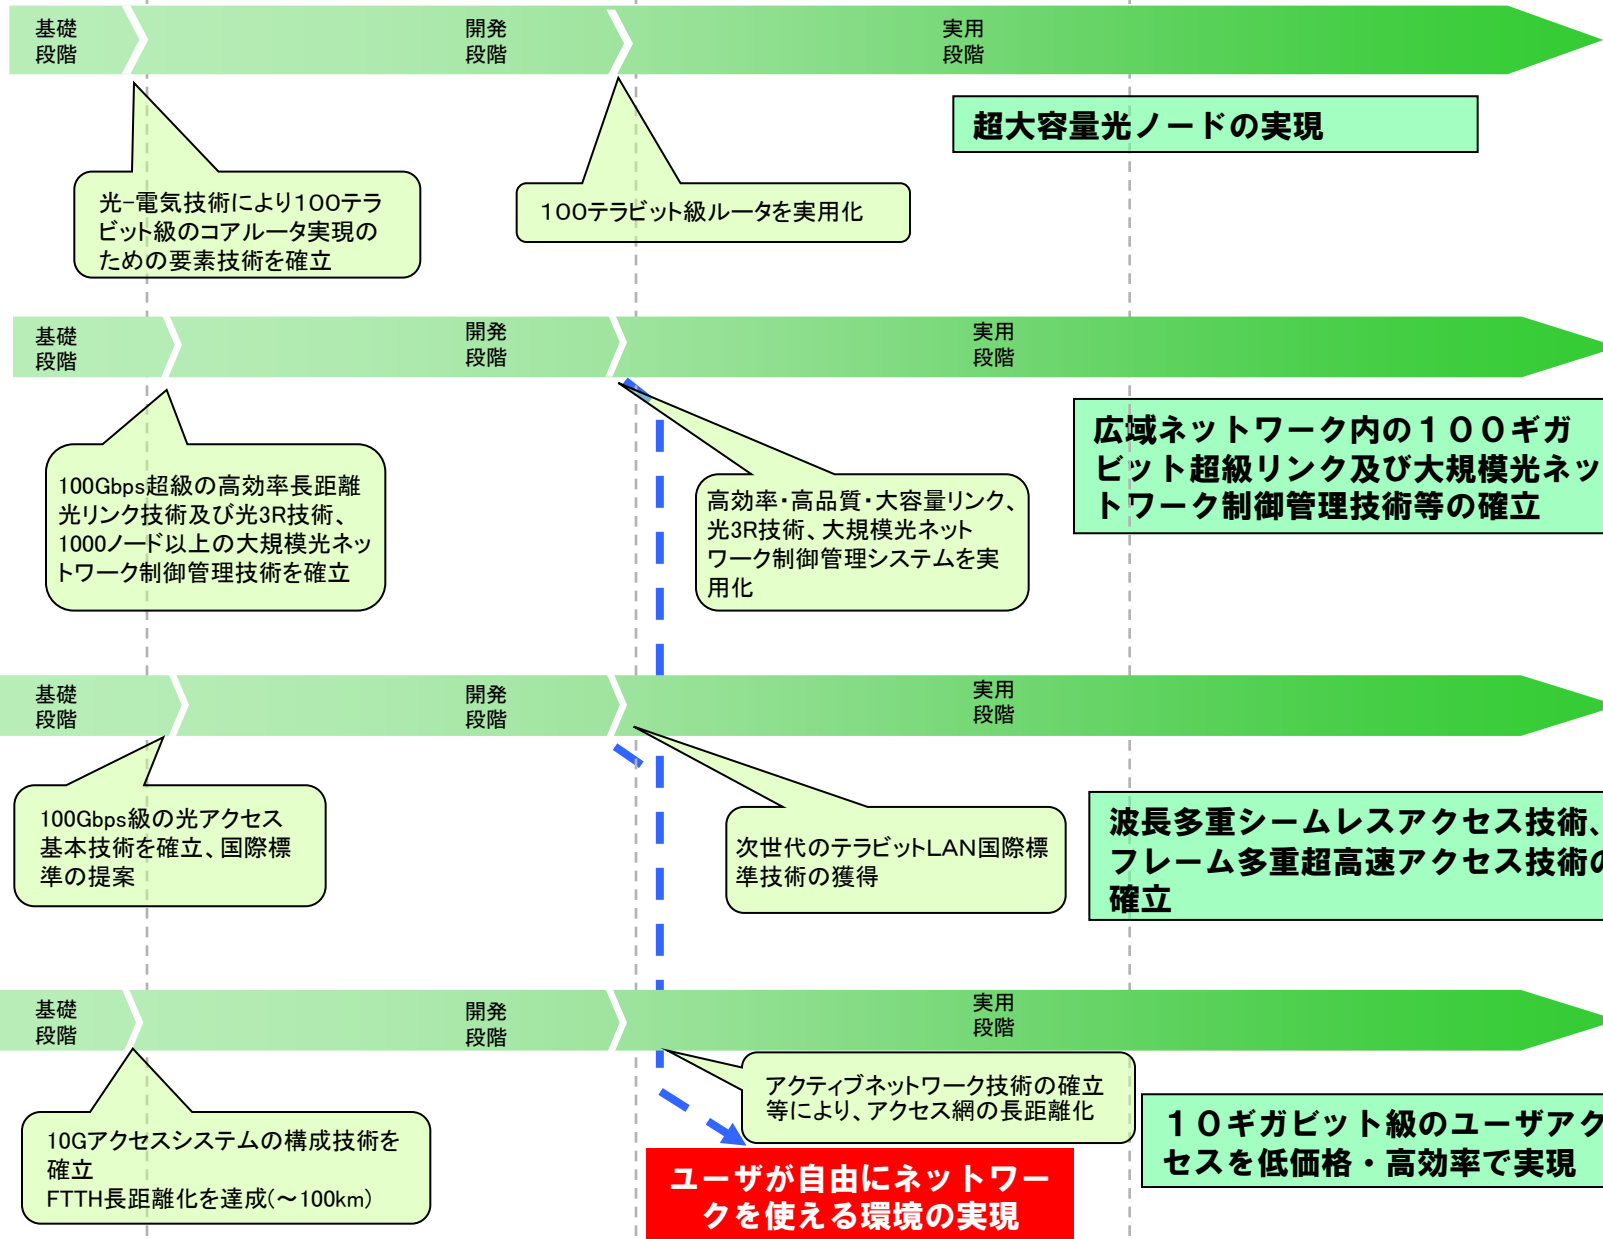 基礎
段階
開発
段階
実用
段階
超大容量光ノードの実現
光-電気技術により100テラ
ビット級のコアルータ実現の
ための要素技術を確立
100テラビット級ルータを実用化
基礎
段階
開発
段階
実用
段階
100Gbps超級の高効率長距離
光リンク技術及び光3R技術、
1000ノード以上の大規模光ネッ
トワーク制御管理技術を確立
高効率・高品質・大容量リンク、
光3R技術、大規模光ネット
ワーク制御管理システムを実
用化
広域ネットワーク内の１００ギガ
ビット超級リンク及び大規模光ネッ
トワーク制御管理技術等の確立
基礎
段階
開発
段階
実用
段階
100Gbps級の光アクセス
基本技術を確立、国際標
準の提案
次世代のテラビットLAN国際標
準技術の獲得
波長多重シームレスアクセス技術、
フレーム多重超高速アクセス技術の
確立
基礎
段階
開発
段階
実用
段階
10Gアクセスシステムの構成技術を
確立
FTTH長距離化を達成(～100km)
アクティブネットワーク技術の確立
等により、アクセス網の長距離化
１０ギガビット級のユーザアク
セスを低価格・高効率で実現
ユーザが自由にネットワー
クを使える環境の実現